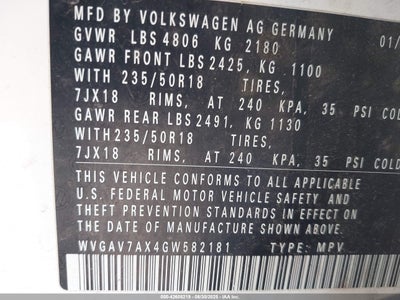 MFD BY VOLKSWAGEN AG GERMANY 01/
GVWR LBS 4806 KG 2180
GAWR FRONT LBS 2425, KG 1100
WITH 235/50R18 TIRES,
7JX18 RIMS, AT 240 KPA, 35 PSI COLD
GAWR REAR LBS 2491, KG 1130
WITH 235/50R18 TIRES,
7JX18 RIMS, AT 240 KPA, 35 PSI COLD
THIS VEHICLE CONFORMS TO ALL APPLICABLE
U.S. FEDERAL MOTOR VEHICLE SAFETY AND
THEFT PREVENTION STANDARDS IN EFFECT ON
DATE OF MANUFACTURE SHOWN ABOVE.
WVGAV7AX4GW582181 TYPE: MPV